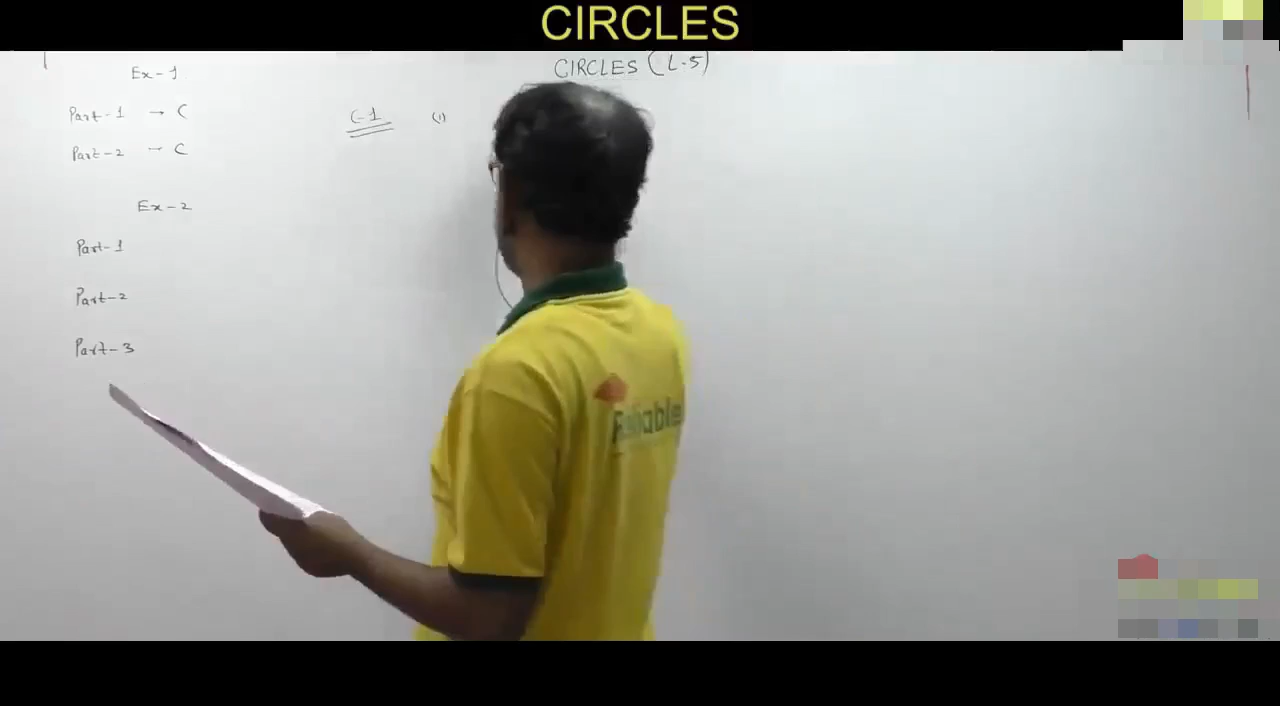 CIRCLES
CIRCLES (L-5)
Ex-1
Part-1 → C
Part-2 → C
Ex-2
Part-1
Part-2
Part-3
C-1 (1)
Reliable